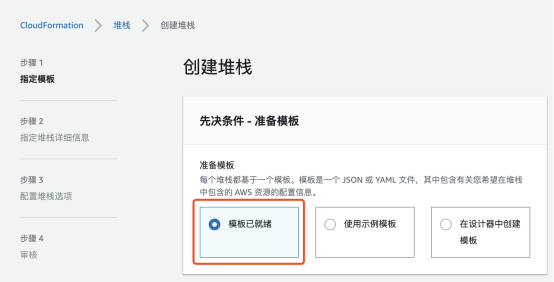 CloudFormation > 堆栈 > 创建堆栈
步骤 1
指定模板
步骤 2
指定堆栈详细信息
步骤 3
配置堆栈选项
步骤 4
审核
创建堆栈
先决条件 - 准备模板
准备模板
每个堆栈都基于一个模板。模板是一个 JSON 或 YAML 文件，其中包含有关您希望在堆栈
中包含的 AWS 资源的配置信息。
模板已就绪
使用示例模板
在设计器中创建
模板